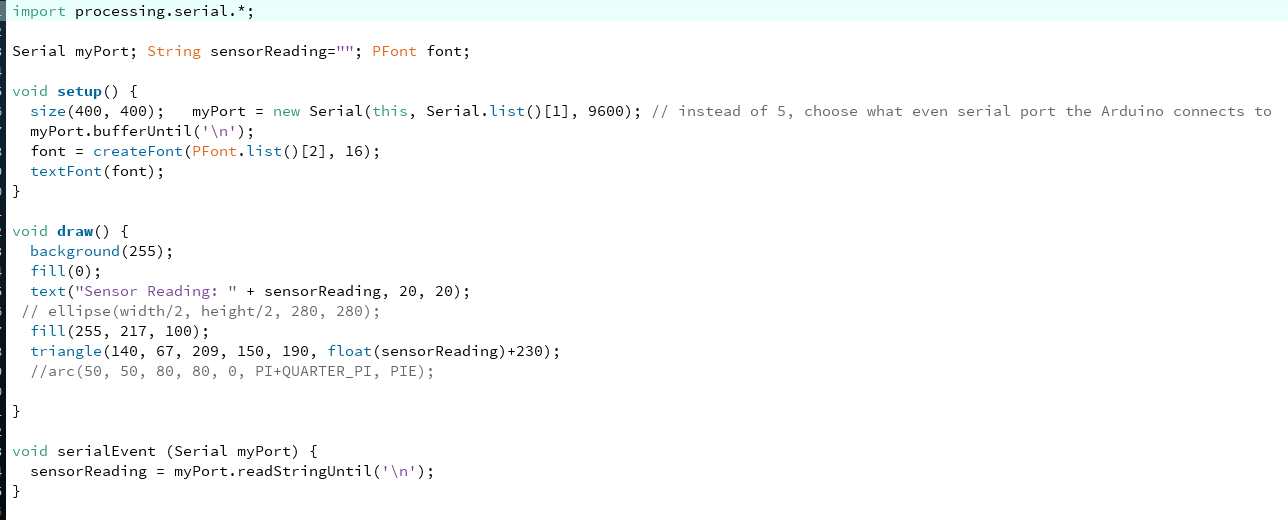 import processing.serial.*;
Serial myPort; String sensorReading=""; PFont font;
void setup() {
size(400, 400);   myPort = new Serial(this, Serial.list()[1], 9600); // instead of 5, choose what even serial port the Arduino connects to
myPort.bufferUntil('\n');
font = createFont(PFont.list()[2], 16);
textFont(font);
}
void draw() {
background(255);
fill(0);
text("Sensor Reading: " + sensorReading, 20, 20);
// ellipse(width/2, height/2, 280, 280);
fill(255, 217, 100);
triangle(140, 67, 209, 150, 190, float(sensorReading)+230);
//arc(50, 50, 80, 80, 0, PI+QUARTER_PI, PIE);
}
void serialEvent (Serial myPort) {
sensorReading = myPort.readStringUntil('\n');
}